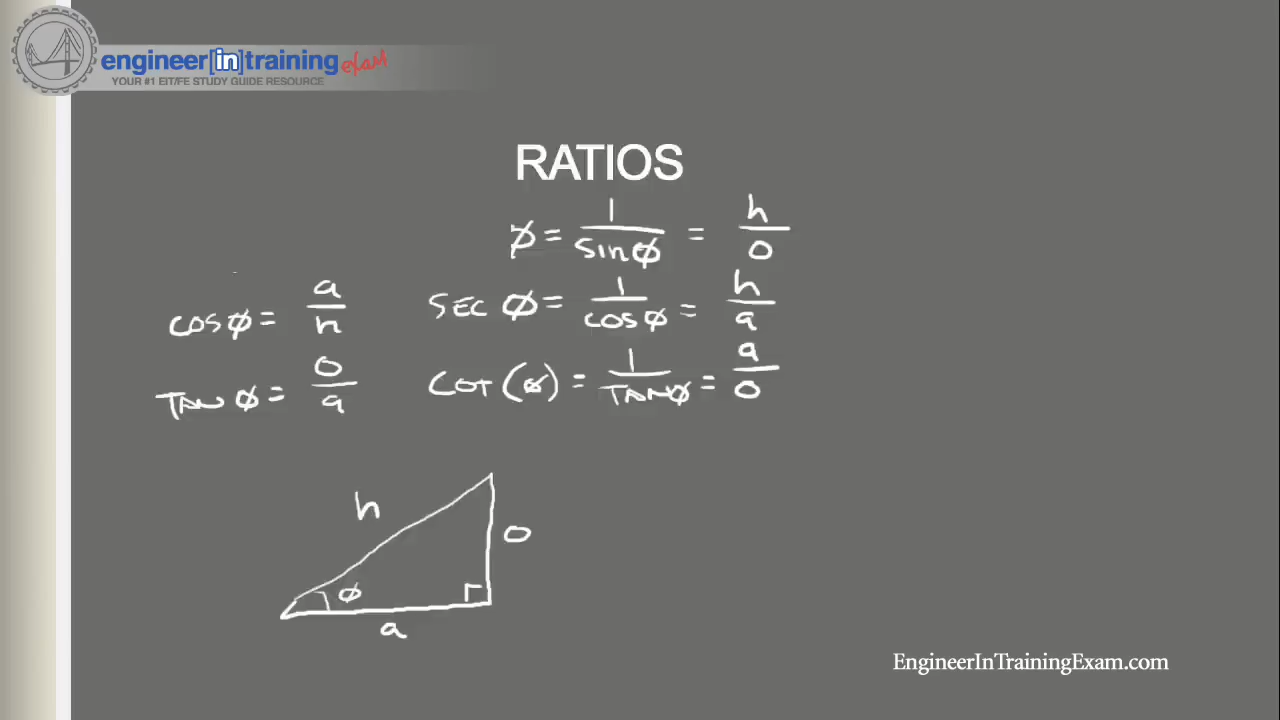 engineer[in]training exam
YOUR #1 EIT/FE STUDY GUIDE RESOURCE
RATIOS
ϕ = 1/sinϕ = h/o
cosϕ = a/h
SEC ϕ = 1/cosϕ = h/a
TAN ϕ = o/a
COT (ϕ) = 1/TANϕ = a/o
h
o
ϕ
a
EngineerInTrainingExam.com